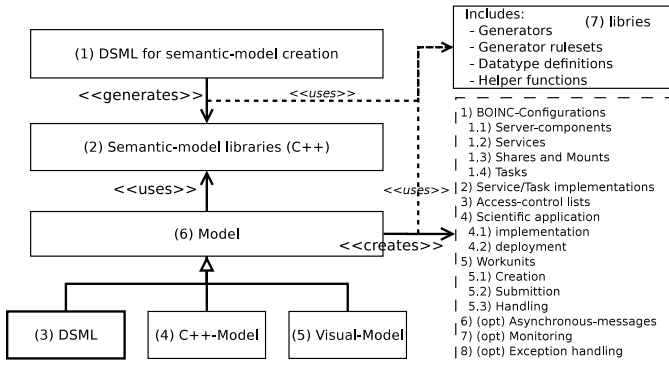 (1) DSML for semantic-model creation
<<generates>>
<<uses>>
(2) Semantic-model libraries (C++)
<<uses>>
(6) Model
<<creates>>
<<uses>>
(3) DSML
(4) C++-Model
(5) Visual-Model
Includes:
(7) libries
- Generators
- Generator rulesets
- Datatype definitions
- Helper functions
1) BOINC-Configurations
1.1) Server-components
1.2) Services
1.3) Shares and Mounts
1.4) Tasks
2) Service/Task implementations
3) Access-control lists
4) Scientific application
4.1) implementation
4.2) deployment
5) Workunits
5.1) Creation
5.2) Submittion
5.3) Handling
6) (opt) Asynchronous-messages
7) (opt) Monitoring
8) (opt) Exception handling